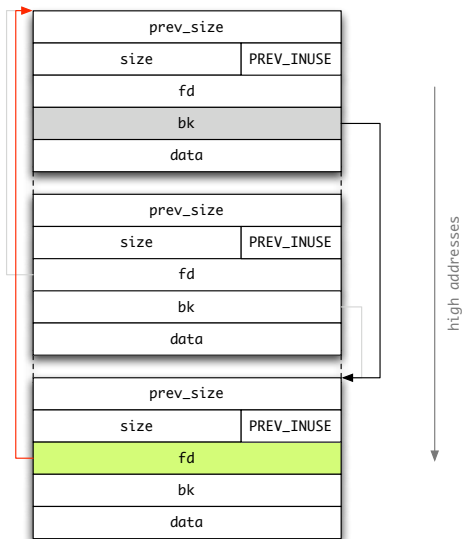 prev_size
size PREV_INUSE
fd
bk
data
prev_size
size PREV_INUSE
fd
bk
data
prev_size
size PREV_INUSE
fd
bk
data
high addresses